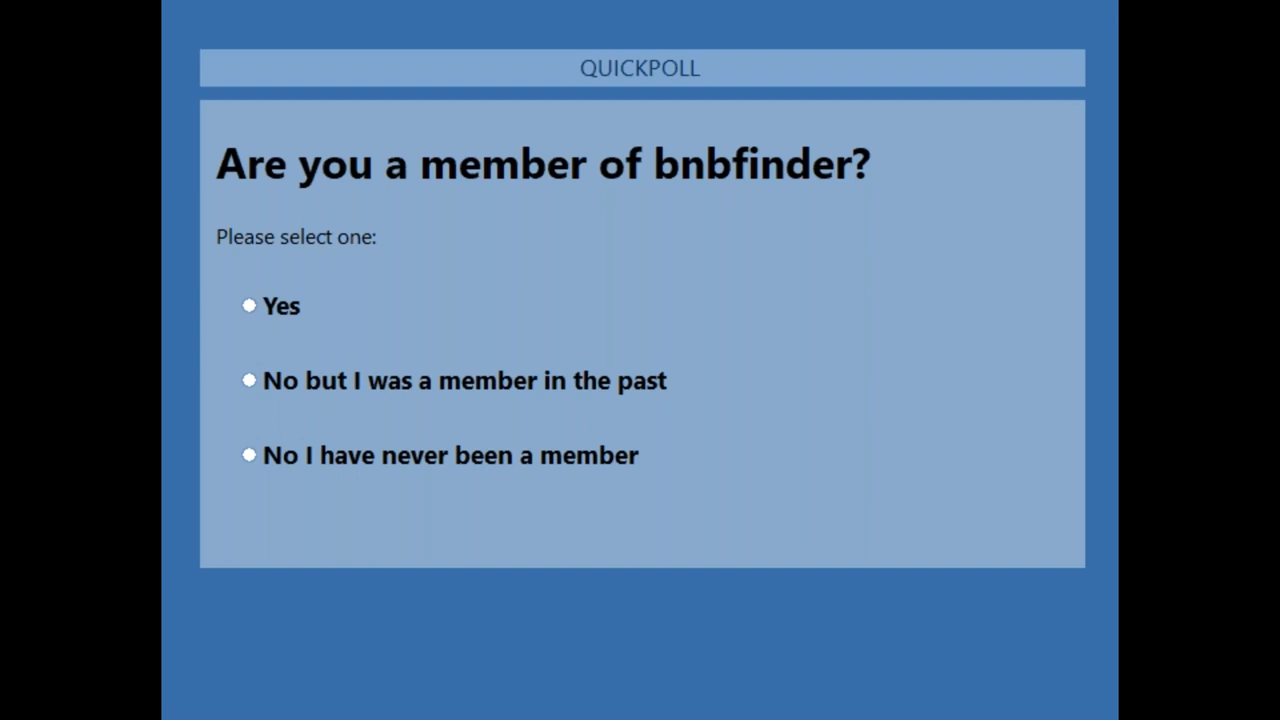 QUICKPOLL
Are you a member of bnbfinder?
Please select one:
Yes
No but I was a member in the past
No I have never been a member